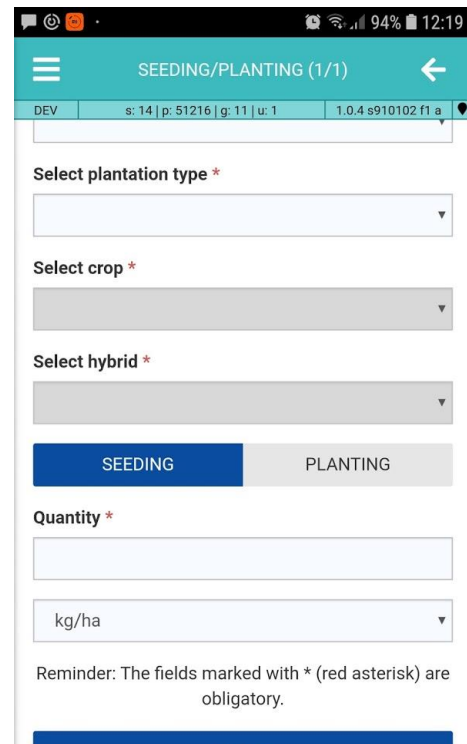 94% 12:19
SEEDING/PLANTING (1/1)
DEV s: 14 | p: 51216 | g: 11 | u: 1 1.0.4 s910102 f1 a
Select plantation type *
Select crop *
Select hybrid *
SEEDING PLANTING
Quantity *
kg/ha
Reminder: The fields marked with * (red asterisk) are
obligatory.